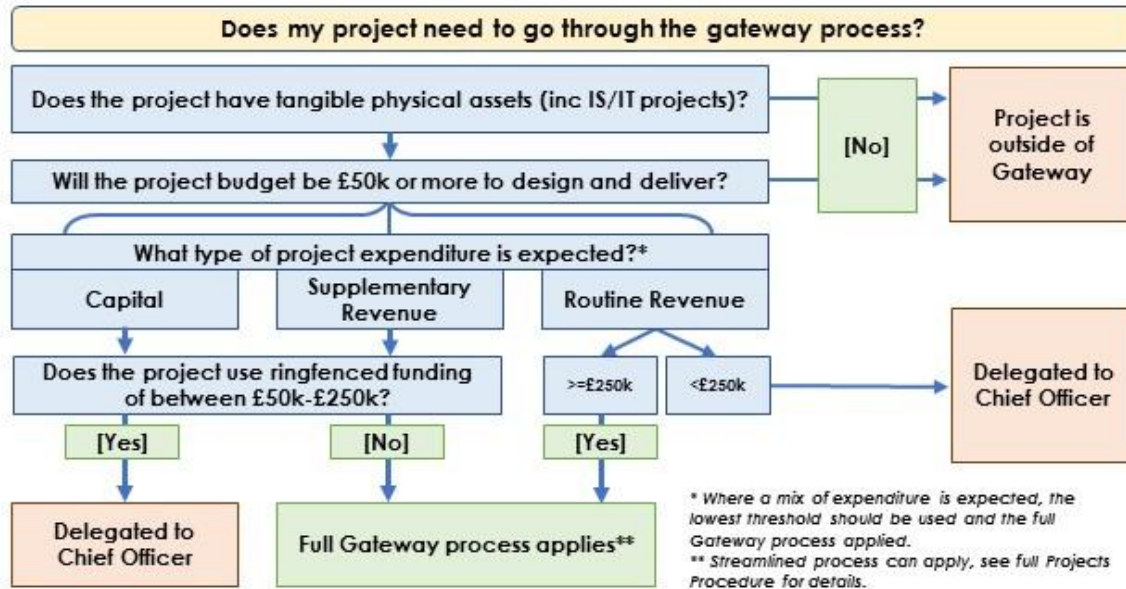 Does my project need to go through the gateway process?
Does the project have tangible physical assets (inc IS/IT projects)?
[No]
Project is
outside of
Gateway
Will the project budget be £50k or more to design and deliver?
What type of project expenditure is expected?*
Capital
Supplementary
Revenue
Routine Revenue
Does the project use ringfenced funding
of between £50k-£250k?
>=£250k
<£250k
Delegated to
Chief Officer
[Yes]
[No]
[Yes]
Delegated to
Chief Officer
Full Gateway process applies**
* Where a mix of expenditure is expected, the
lowest threshold should be used and the full
Gateway process applied.
** Streamlined process can apply, see full Projects
Procedure for details.